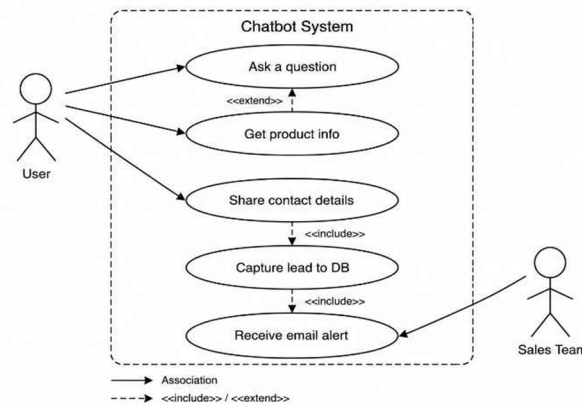 Chatbot System
Ask a question
<<extend>>
Get product info
User
Share contact details
<<include>>
Capture lead to DB
<<include>>
Receive email alert
Sales Team
Association
<<include>> / <<extend>>